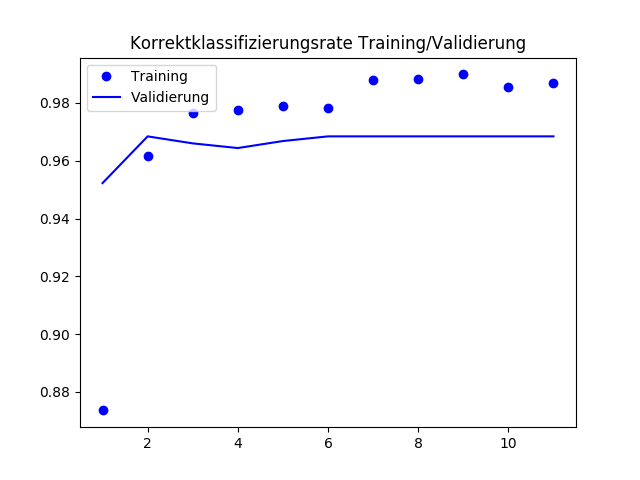 Korrektklassifizierungsrate Training/Validierung
Training
Validierung
0.98
0.96
0.94
0.92
0.90
0.88
2 4 6 8 10